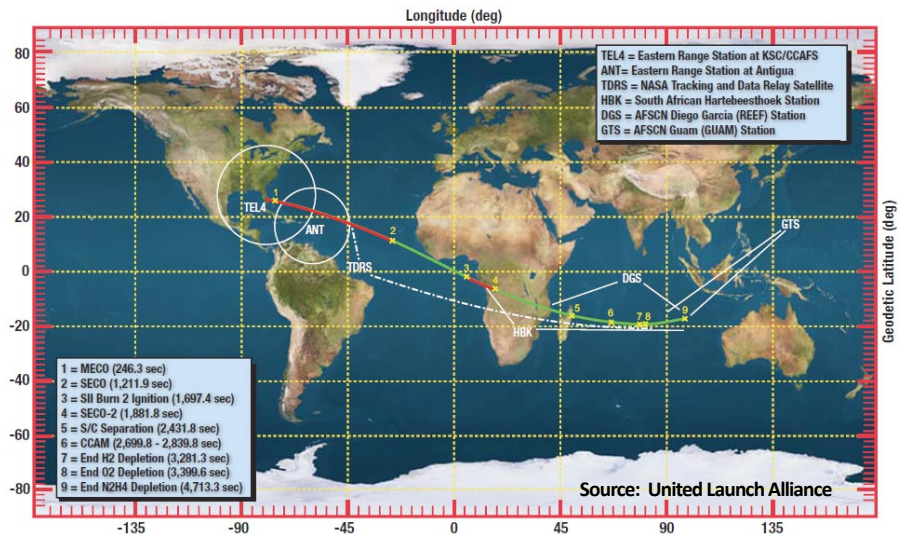 Longitude (deg)
80
60
40
20
0
-20
-40
-60
-80
TEL4 = Eastern Range Station at KSC/CCAFS
ANT= Eastern Range Station at Antigua
TDRS = NASA Tracking and Data Relay Satellite
HBK = South African Hartebeesthoek Station
DGS = AFSCN Diego Garcia (REEF) Station
GTS = AFSCN Guam (GUAM) Station
1
TEL4
ANT
2
TDRS
3
4
HBK
DGS
5
6
7 8
9
GTS
Geodetic Latitude (deg)
1 = MECO (246.3 sec)
2 = SECO (1,211.9 sec)
3 = SII Burn 2 Ignition (1,697.4 sec)
4 = SECO-2 (1,881.8 sec)
5 = S/C Separation (2,431.8 sec)
6 = CCAM (2,699.8 - 2,839.8 sec)
7 = End H2 Depletion (3,281.3 sec)
8 = End O2 Depletion (3,399.6 sec)
9 = End N2H4 Depletion (4,713.3 sec)
Source: United Launch Alliance
-135
-90
-45
0
45
90
135